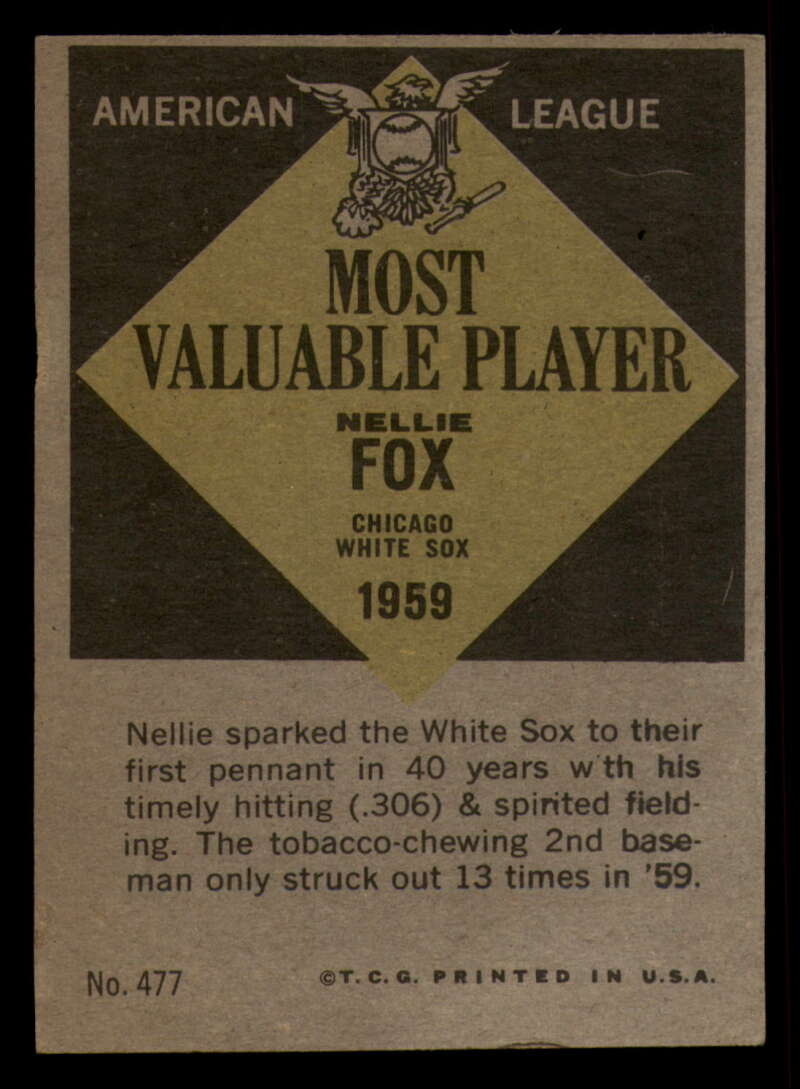 AMERICAN LEAGUE
MOST
VALUABLE PLAYER
NELLIE
FOX
CHICAGO
WHITE SOX
1959
Nellie sparked the White Sox to their
first pennant in 40 years w th his
timely hitting (.306) & spirited field-
ing. The tobacco-chewing 2nd base-
man only struck out 13 times in '59.
No. 477 ©T.C.G. PRINTED IN U.S.A.